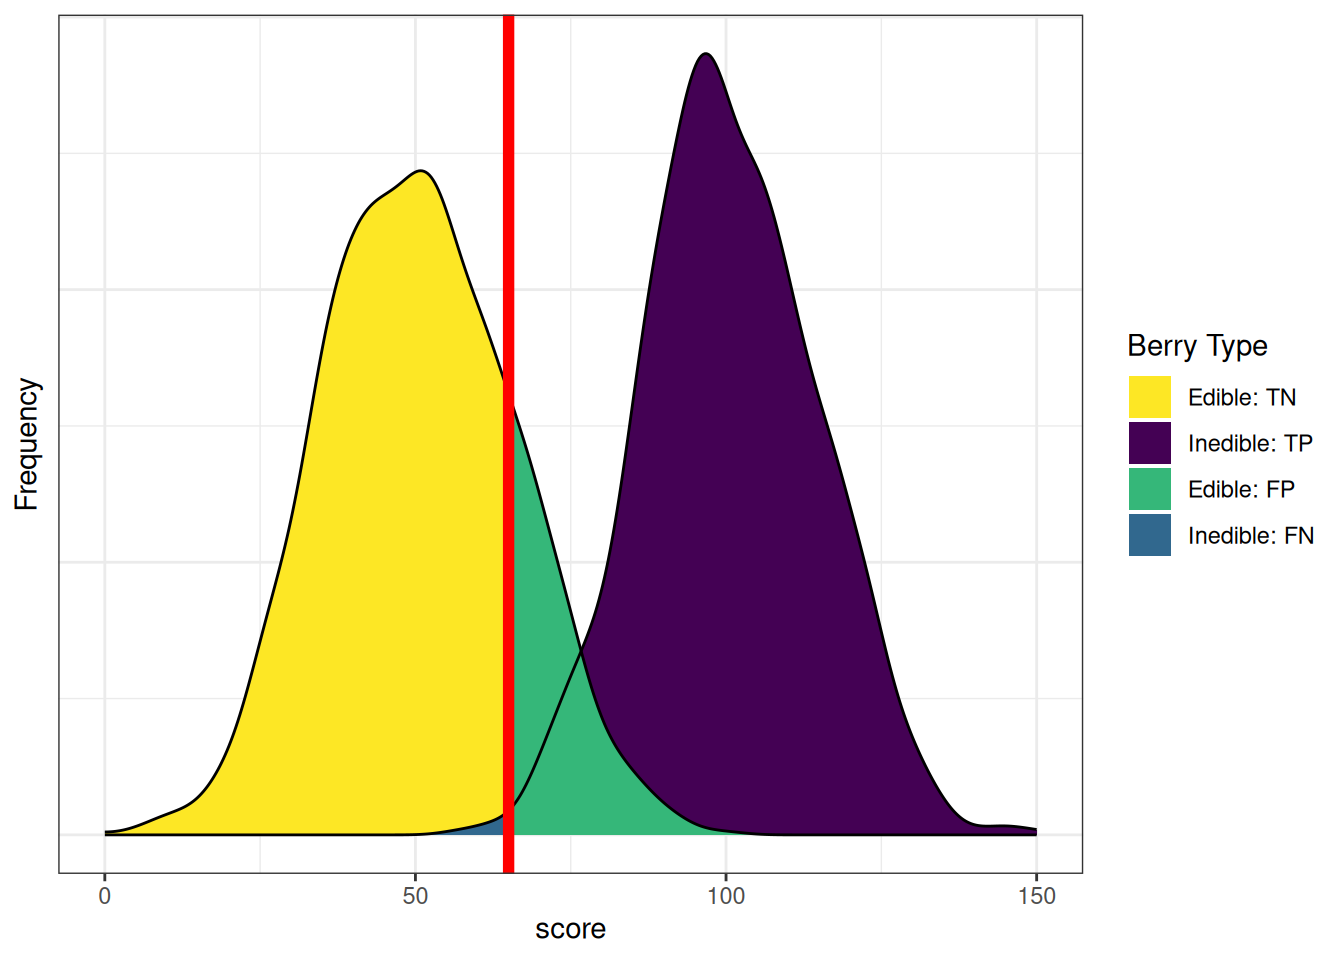 Frequency
0
50
100
150
score
Berry Type
Edible: TN
Inedible: TP
Edible: FP
Inedible: FN